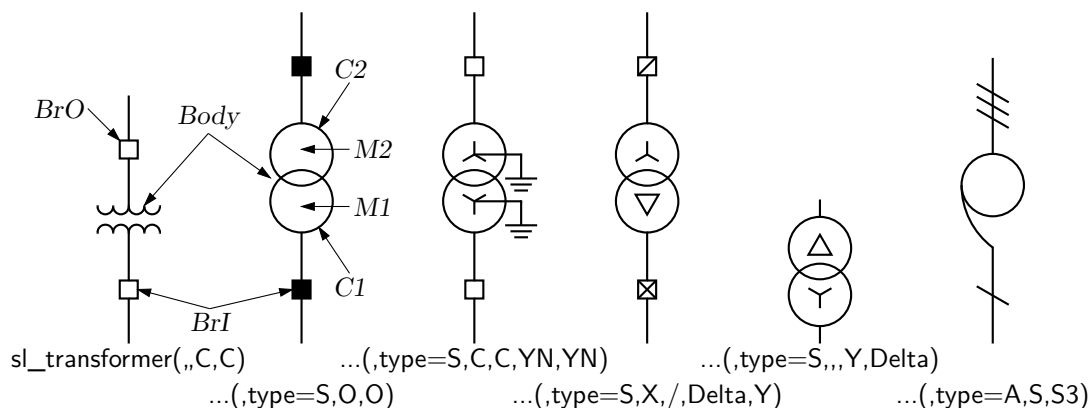 C2
BrO
Body
M2
M1
C1
BrI
sl_transformer(,,C,C)
...(,type=S,C,C,YN,YN)
...(,type=S,,,Y,Delta)
...(,type=S,O,O)
...(,type=S,X,/,Delta,Y)
...(,type=A,S,S3)